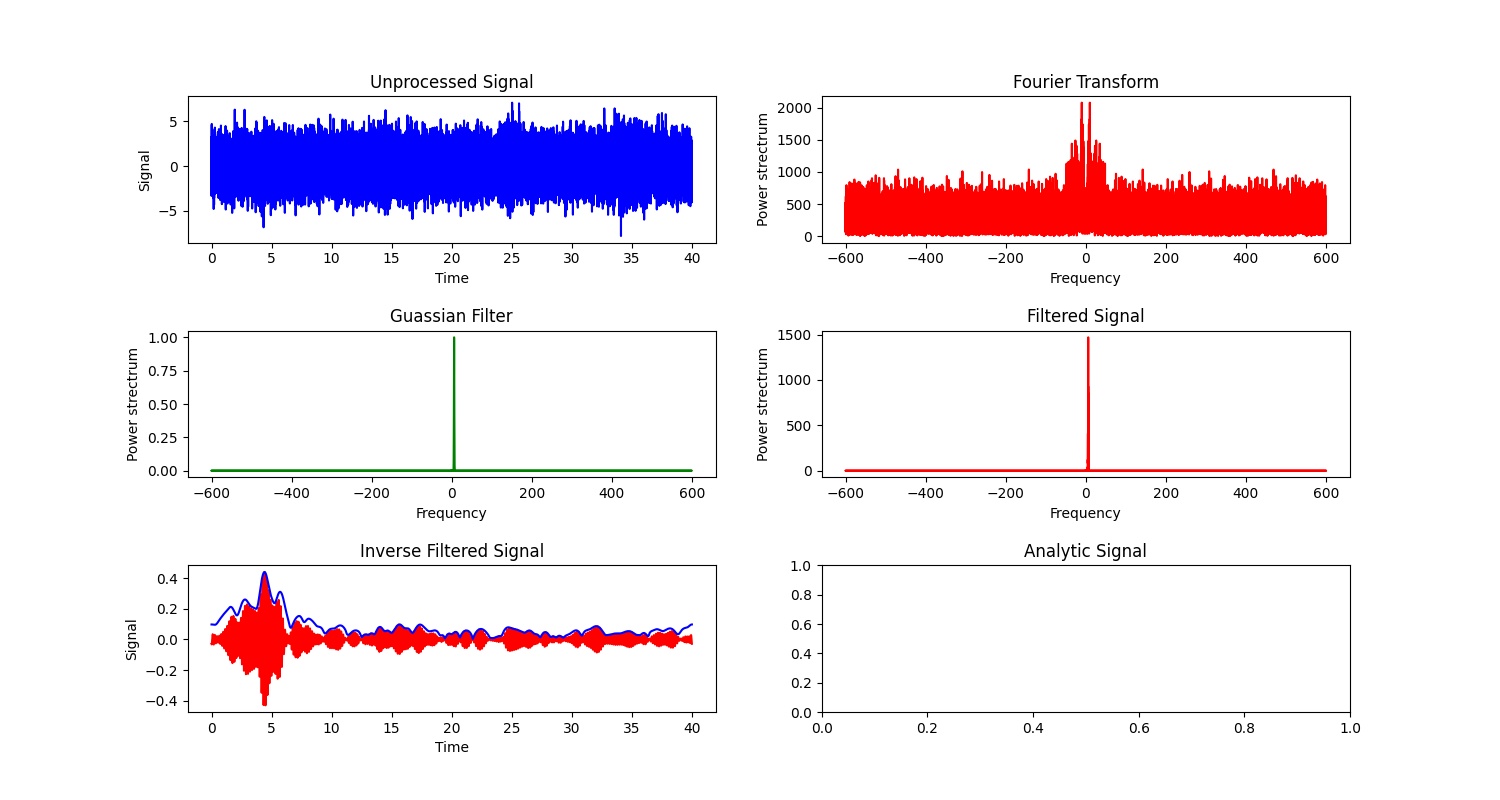 Unprocessed Signal
Signal
5
0
−5
0 5 10 15 20 25 30 35 40
Time
Fourier Transform
Power strectrum
2000
1500
1000
500
0
−600 −400 −200 0 200 400 600
Frequency
Guassian Filter
Power strectrum
1.00
0.75
0.50
0.25
0.00
−600 −400 −200 0 200 400 600
Frequency
Filtered Signal
Power strectrum
1500
1000
500
0
−600 −400 −200 0 200 400 600
Frequency
Inverse Filtered Signal
Signal
0.4
0.2
0.0
−0.2
−0.4
0 5 10 15 20 25 30 35 40
Time
Analytic Signal
1.0
0.8
0.6
0.4
0.2
0.0
0.0 0.2 0.4 0.6 0.8 1.0